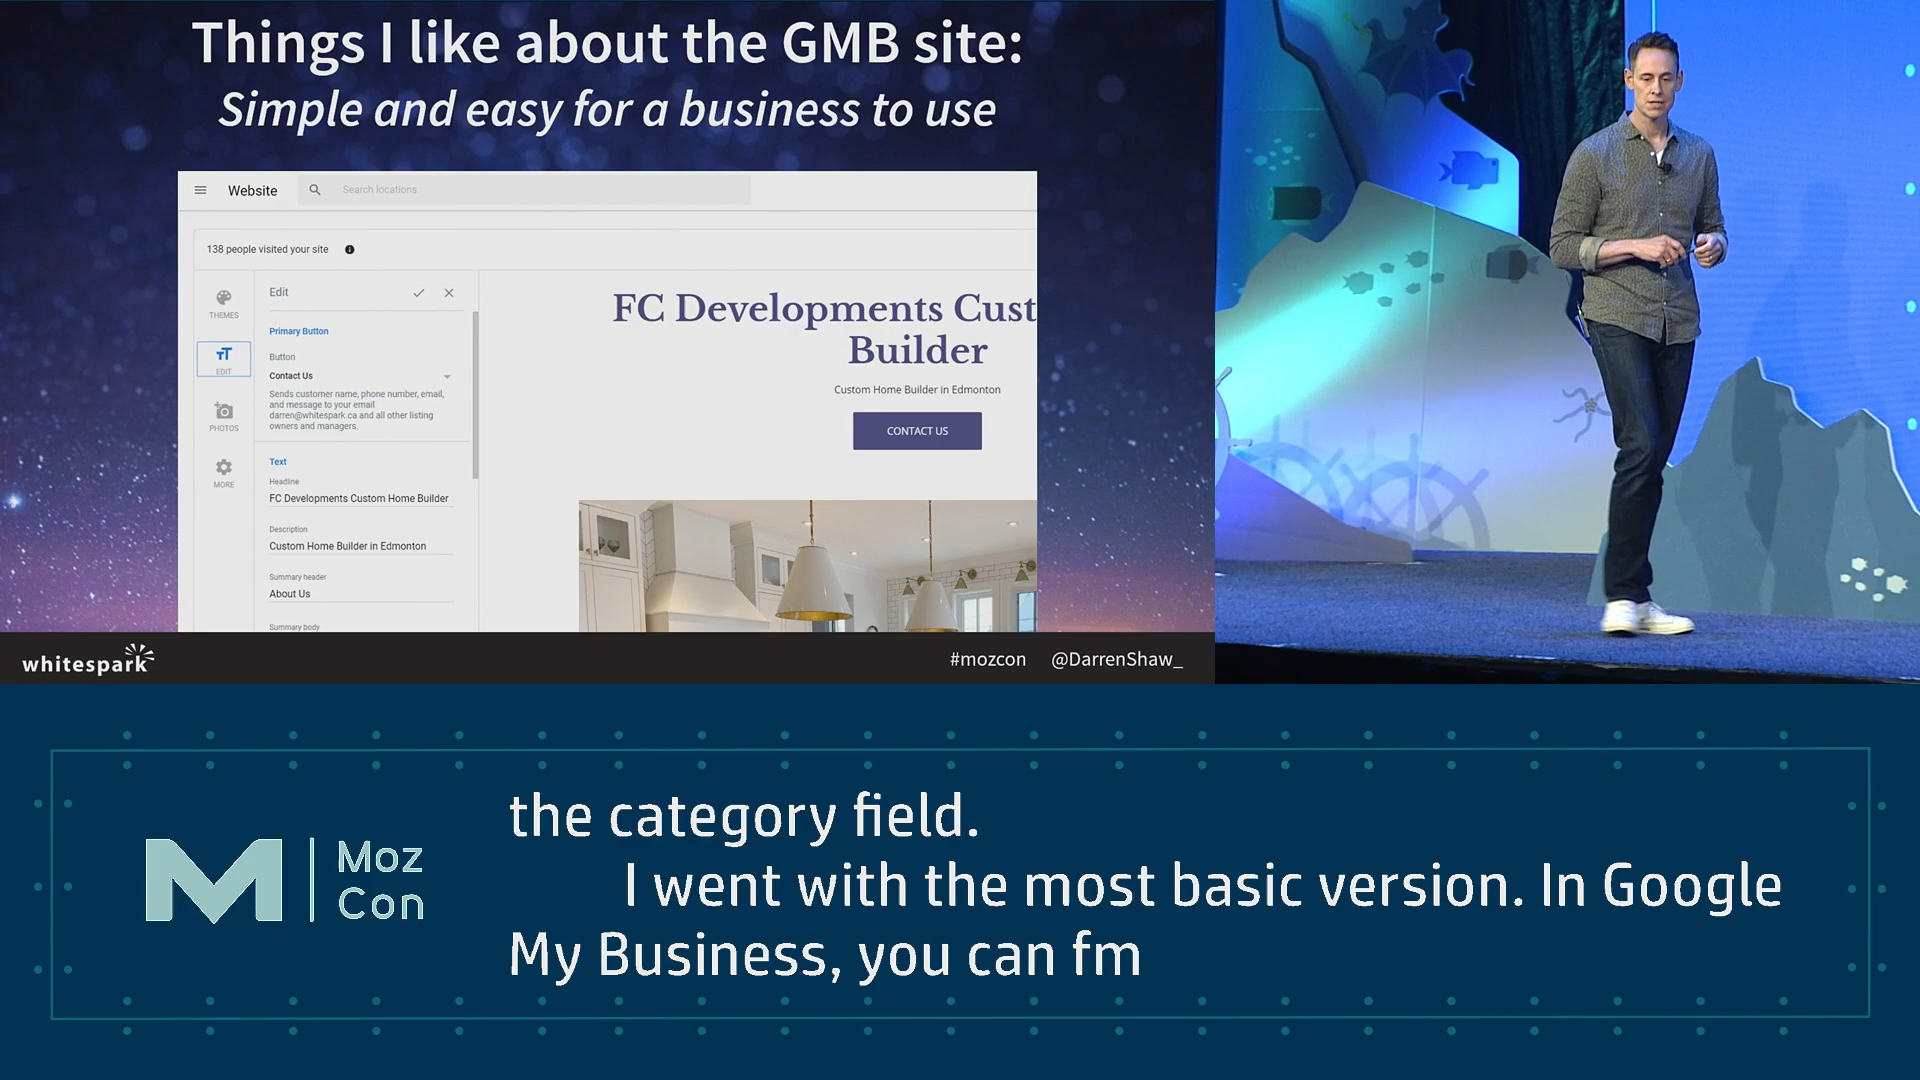 Things I like about the GMB site:
Simple and easy for a business to use
Website
Search locations
138 people visited your site
THEMES
EDIT
PHOTOS
MORE
Edit
Primary Button
Button
Contact Us
Sends customer name, phone number, email,
and message to your email
darren@whitespark.ca and all other listing
owners and managers.
Text
Headline
FC Developments Custom Home Builder
Description
Custom Home Builder in Edmonton
Summary header
About Us
Summary body
FC Developments Cust
Builder
Custom Home Builder in Edmonton
CONTACT US
whitespark
#mozcon @DarrenShaw_
Moz
Con
the category field.
I went with the most basic version. In Google
My Business, you can fm